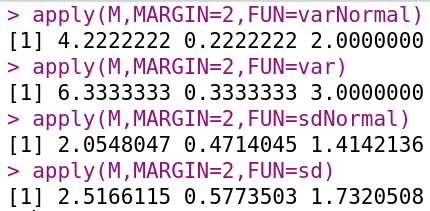 > apply(M,MARGIN=2,FUN=varNormal)
[1] 4.2222222 0.2222222 2.0000000
> apply(M,MARGIN=2,FUN=var)
[1] 6.3333333 0.3333333 3.0000000
> apply(M,MARGIN=2,FUN=sdNormal)
[1] 2.0548047 0.4714045 1.4142136
> apply(M,MARGIN=2,FUN=sd)
[1] 2.5166115 0.5773503 1.7320508